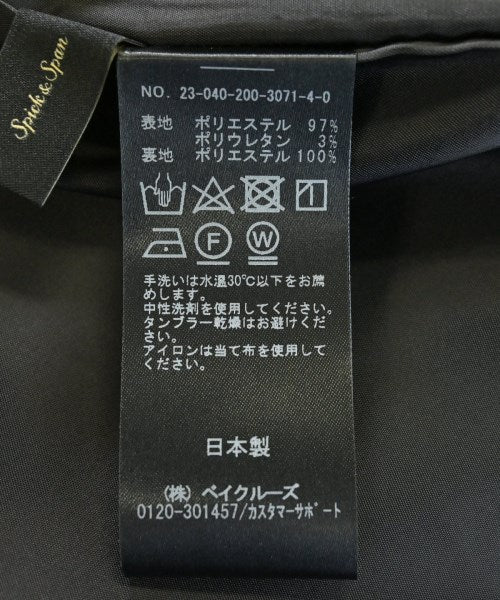 Spick & Span
NO. 23-040-200-3071-4-0
表地 ポリエステル 97%
ポリウレタン 3%
裏地 ポリエステル 100%
F
W
手洗いは水温30℃以下をお薦
めします。
中性洗剤を使用してください。
タンブラー乾燥はお避けくださ
い。
アイロンは当て布を使用して
ください。
日本製
(株) ベイクルーズ
0120-301457/ｶｽﾀﾏｰｻﾎﾟｰﾄ